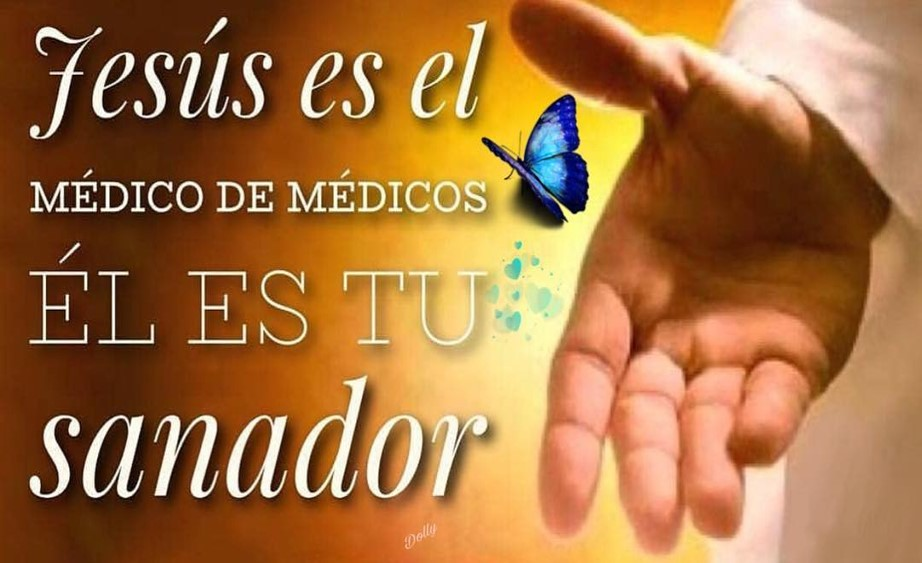 Jesús es el
MÉDICO DE MÉDICOS
ÉL ES TU
sanador
Dolly